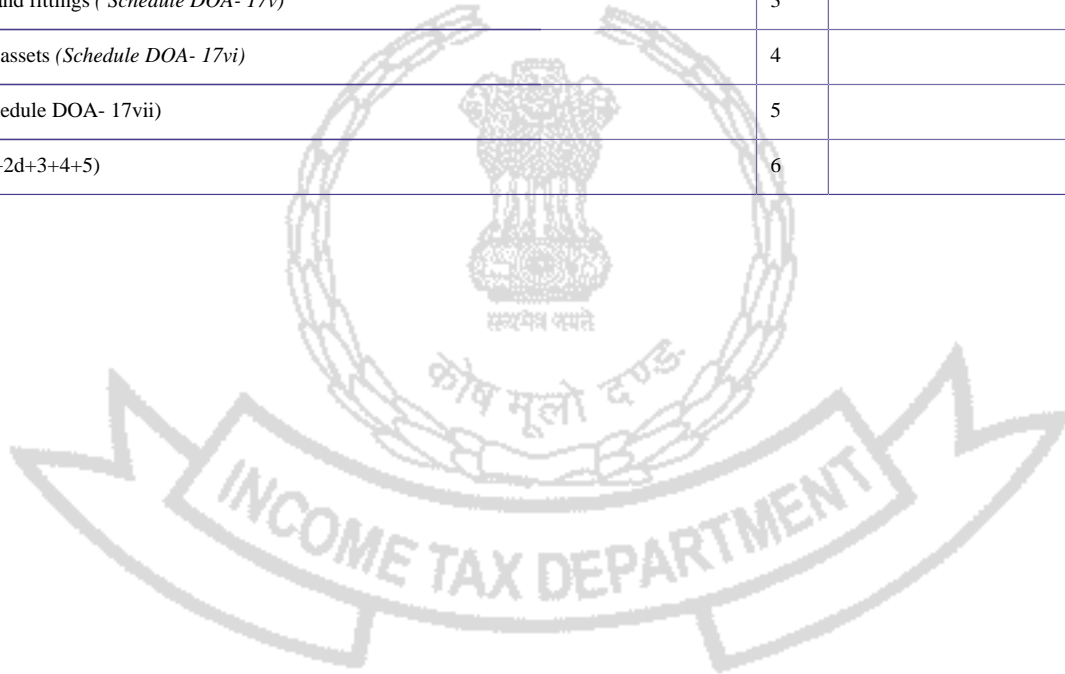 and fittings ( Schedule DOA- 17v) 3
assets (Schedule DOA- 17vi) 4
edule DOA- 17vii) 5
+2d+3+4+5) 6
सत्यमेव जयते
कोष मूलो दण्ड
INCOME TAX DEPARTMENT